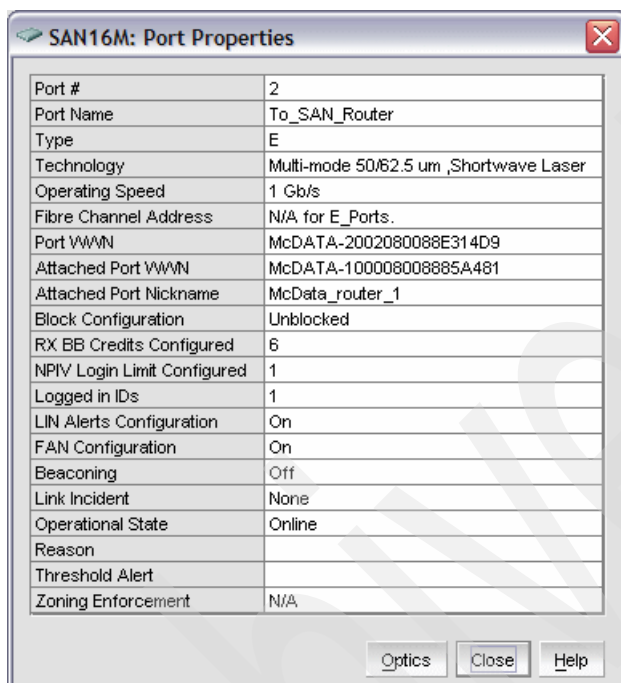 SAN16M: Port Properties
Port # 2
Port Name To_SAN_Router
Type E
Technology Multi-mode 50/62.5 um ,Shortwave Laser
Operating Speed 1 Gb/s
Fibre Channel Address N/A for E_Ports.
Port WWN McDATA-2002080088E314D9
Attached Port WWN McDATA-100008008885A481
Attached Port Nickname McData_router_1
Block Configuration Unblocked
RX BB Credits Configured 6
NPIV Login Limit Configured 1
Logged in IDs 1
LIN Alerts Configuration On
FAN Configuration On
Beaconing Off
Link Incident None
Operational State Online
Reason
Threshold Alert
Zoning Enforcement N/A
Optics Close Help